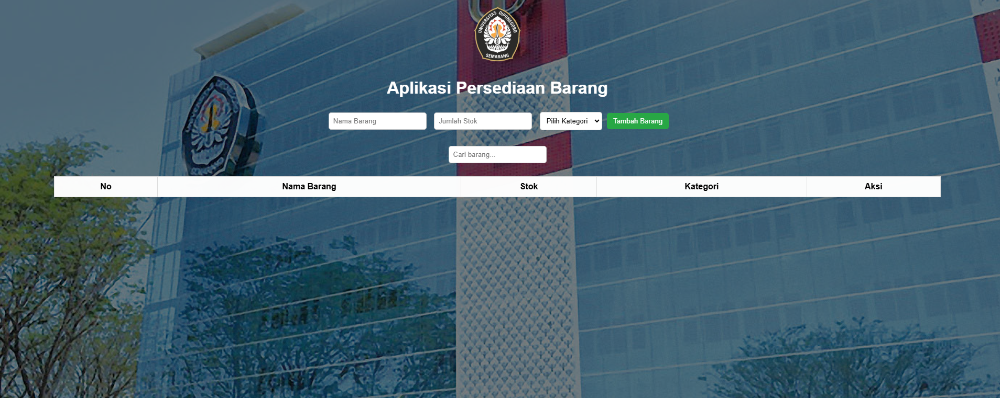 UNIVERSITAS DIPONEGORO
SEMARANG
Aplikasi Persediaan Barang
Nama Barang Jumlah Stok Pilih Kategori Tambah Barang
Cari barang...
No Nama Barang Stok Kategori Aksi